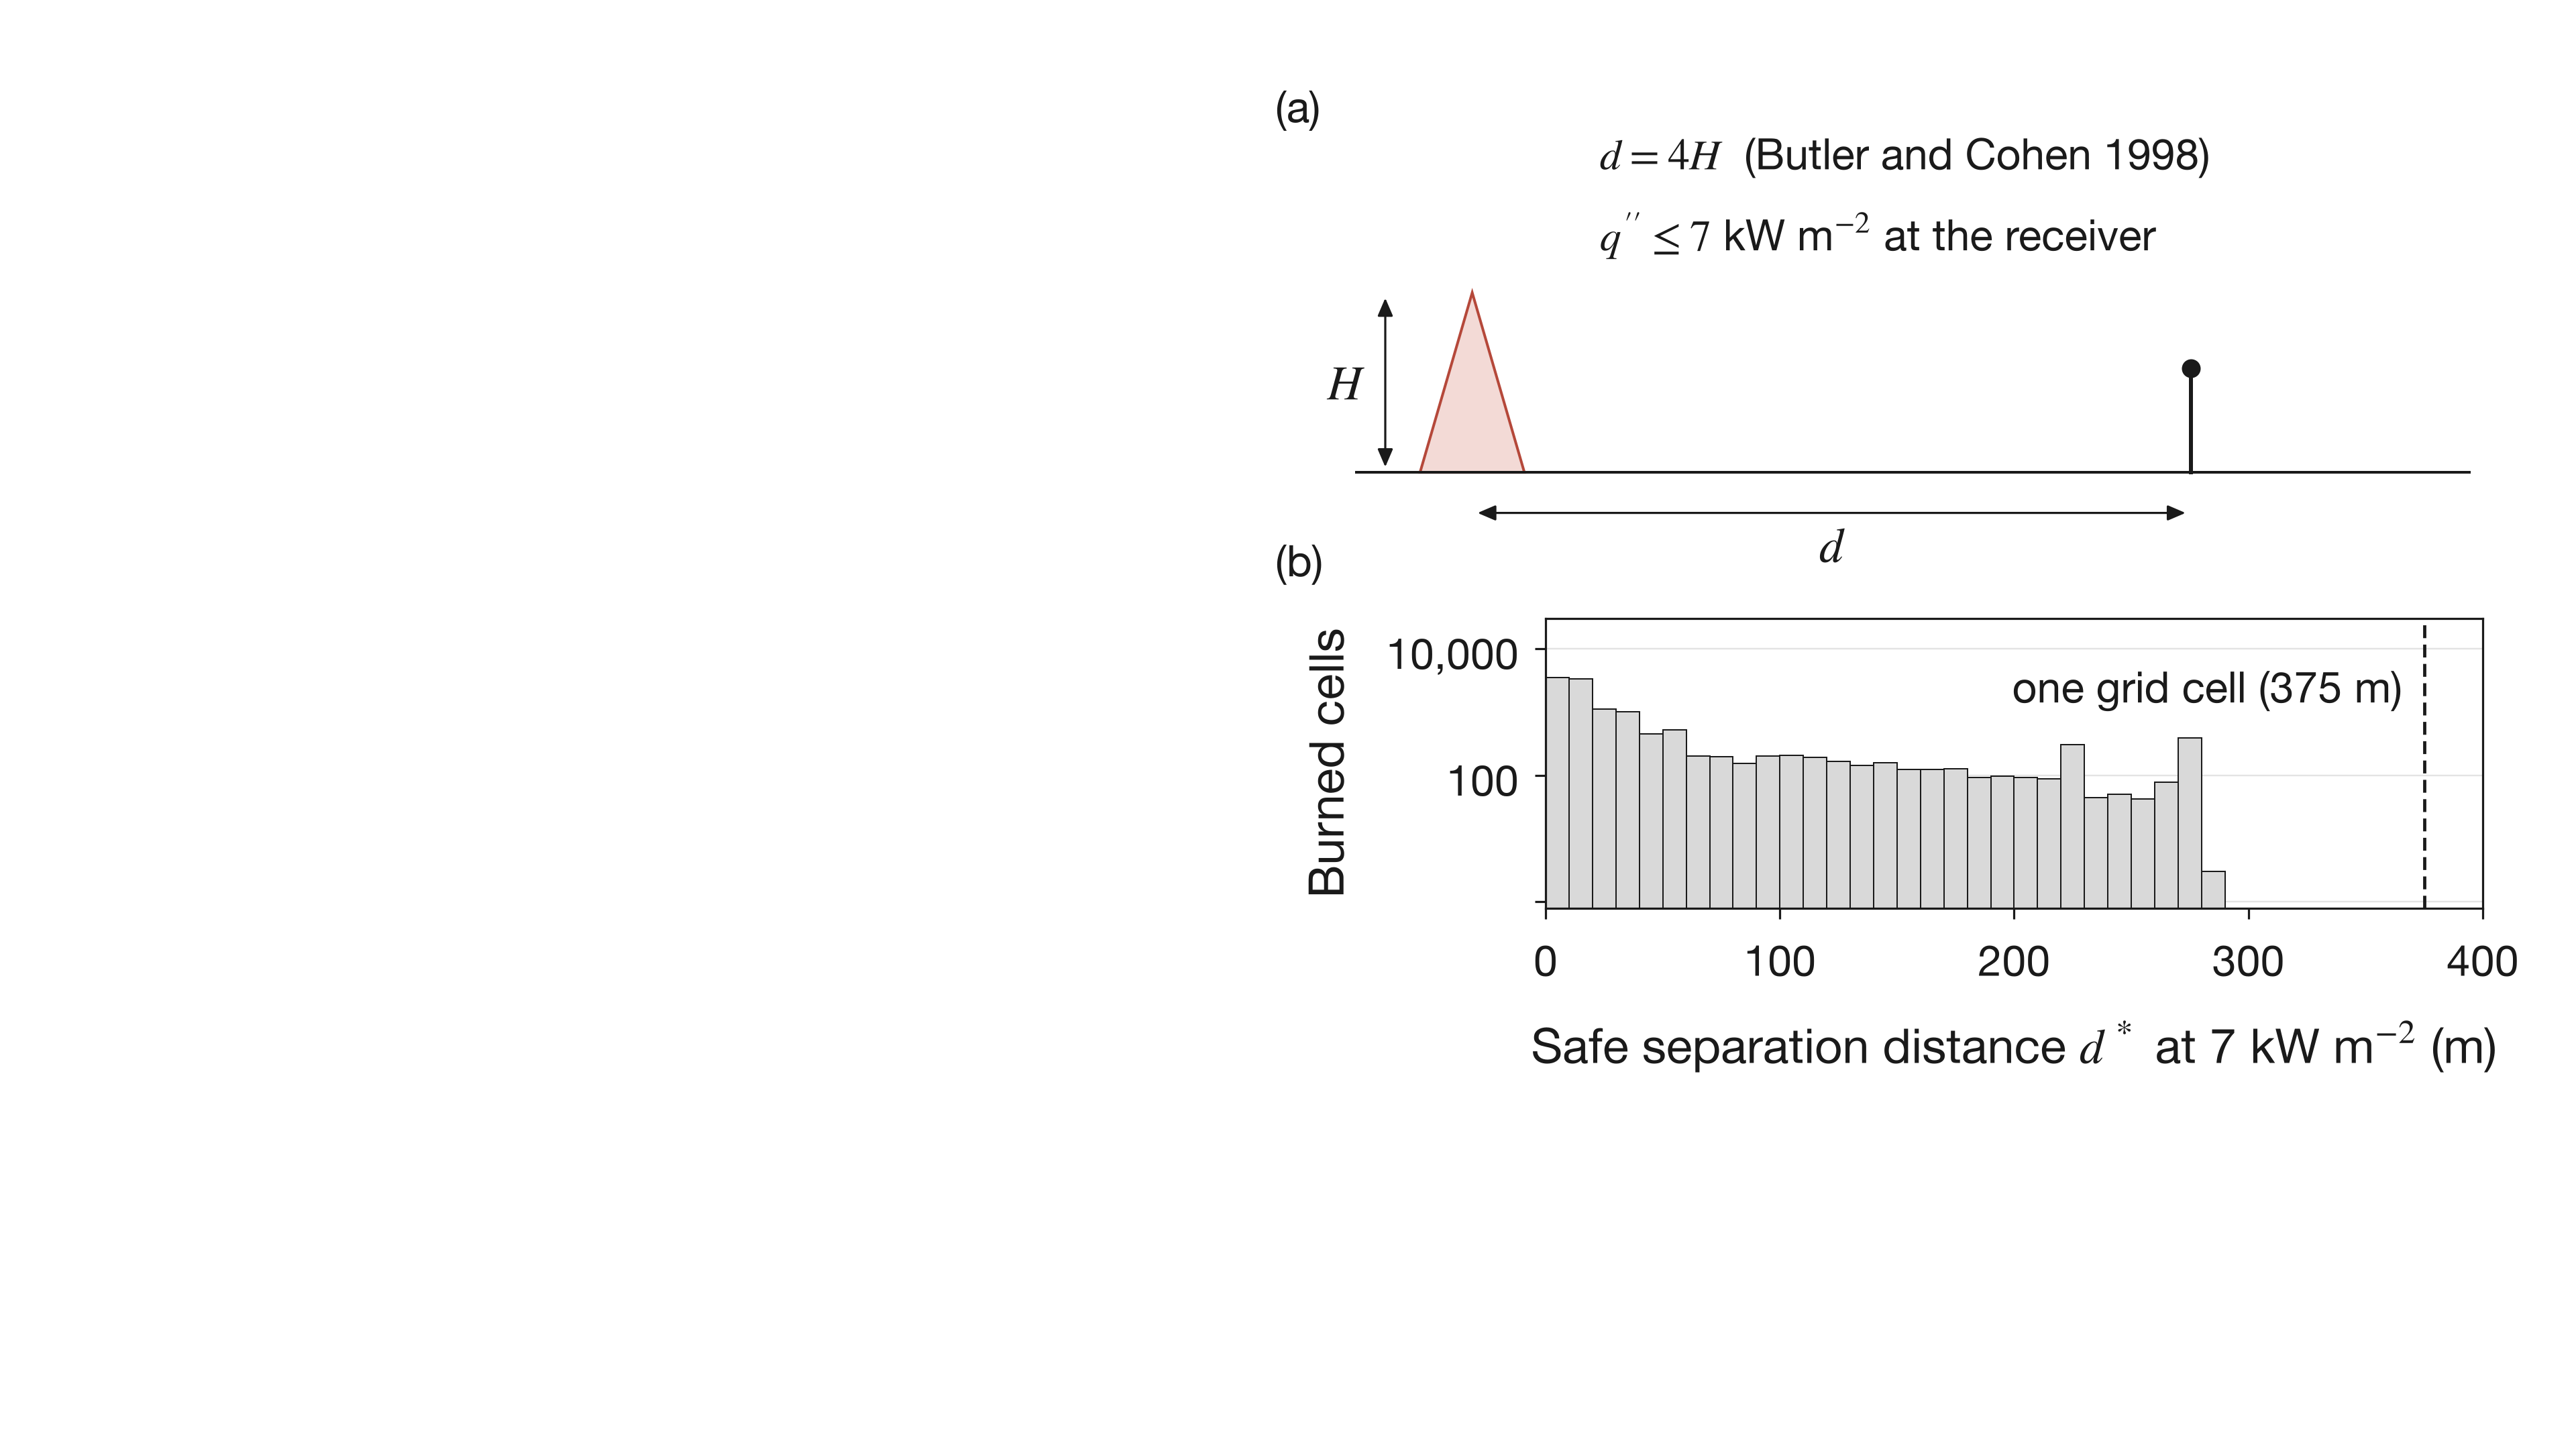 (a)
d = 4H (Butler and Cohen 1998)
q′′ ≤ 7 kW m⁻² at the receiver
H
d
(b)
Burned cells
10,000
100
one grid cell (375 m)
0 100 200 300 400
Safe separation distance d* at 7 kW m⁻² (m)